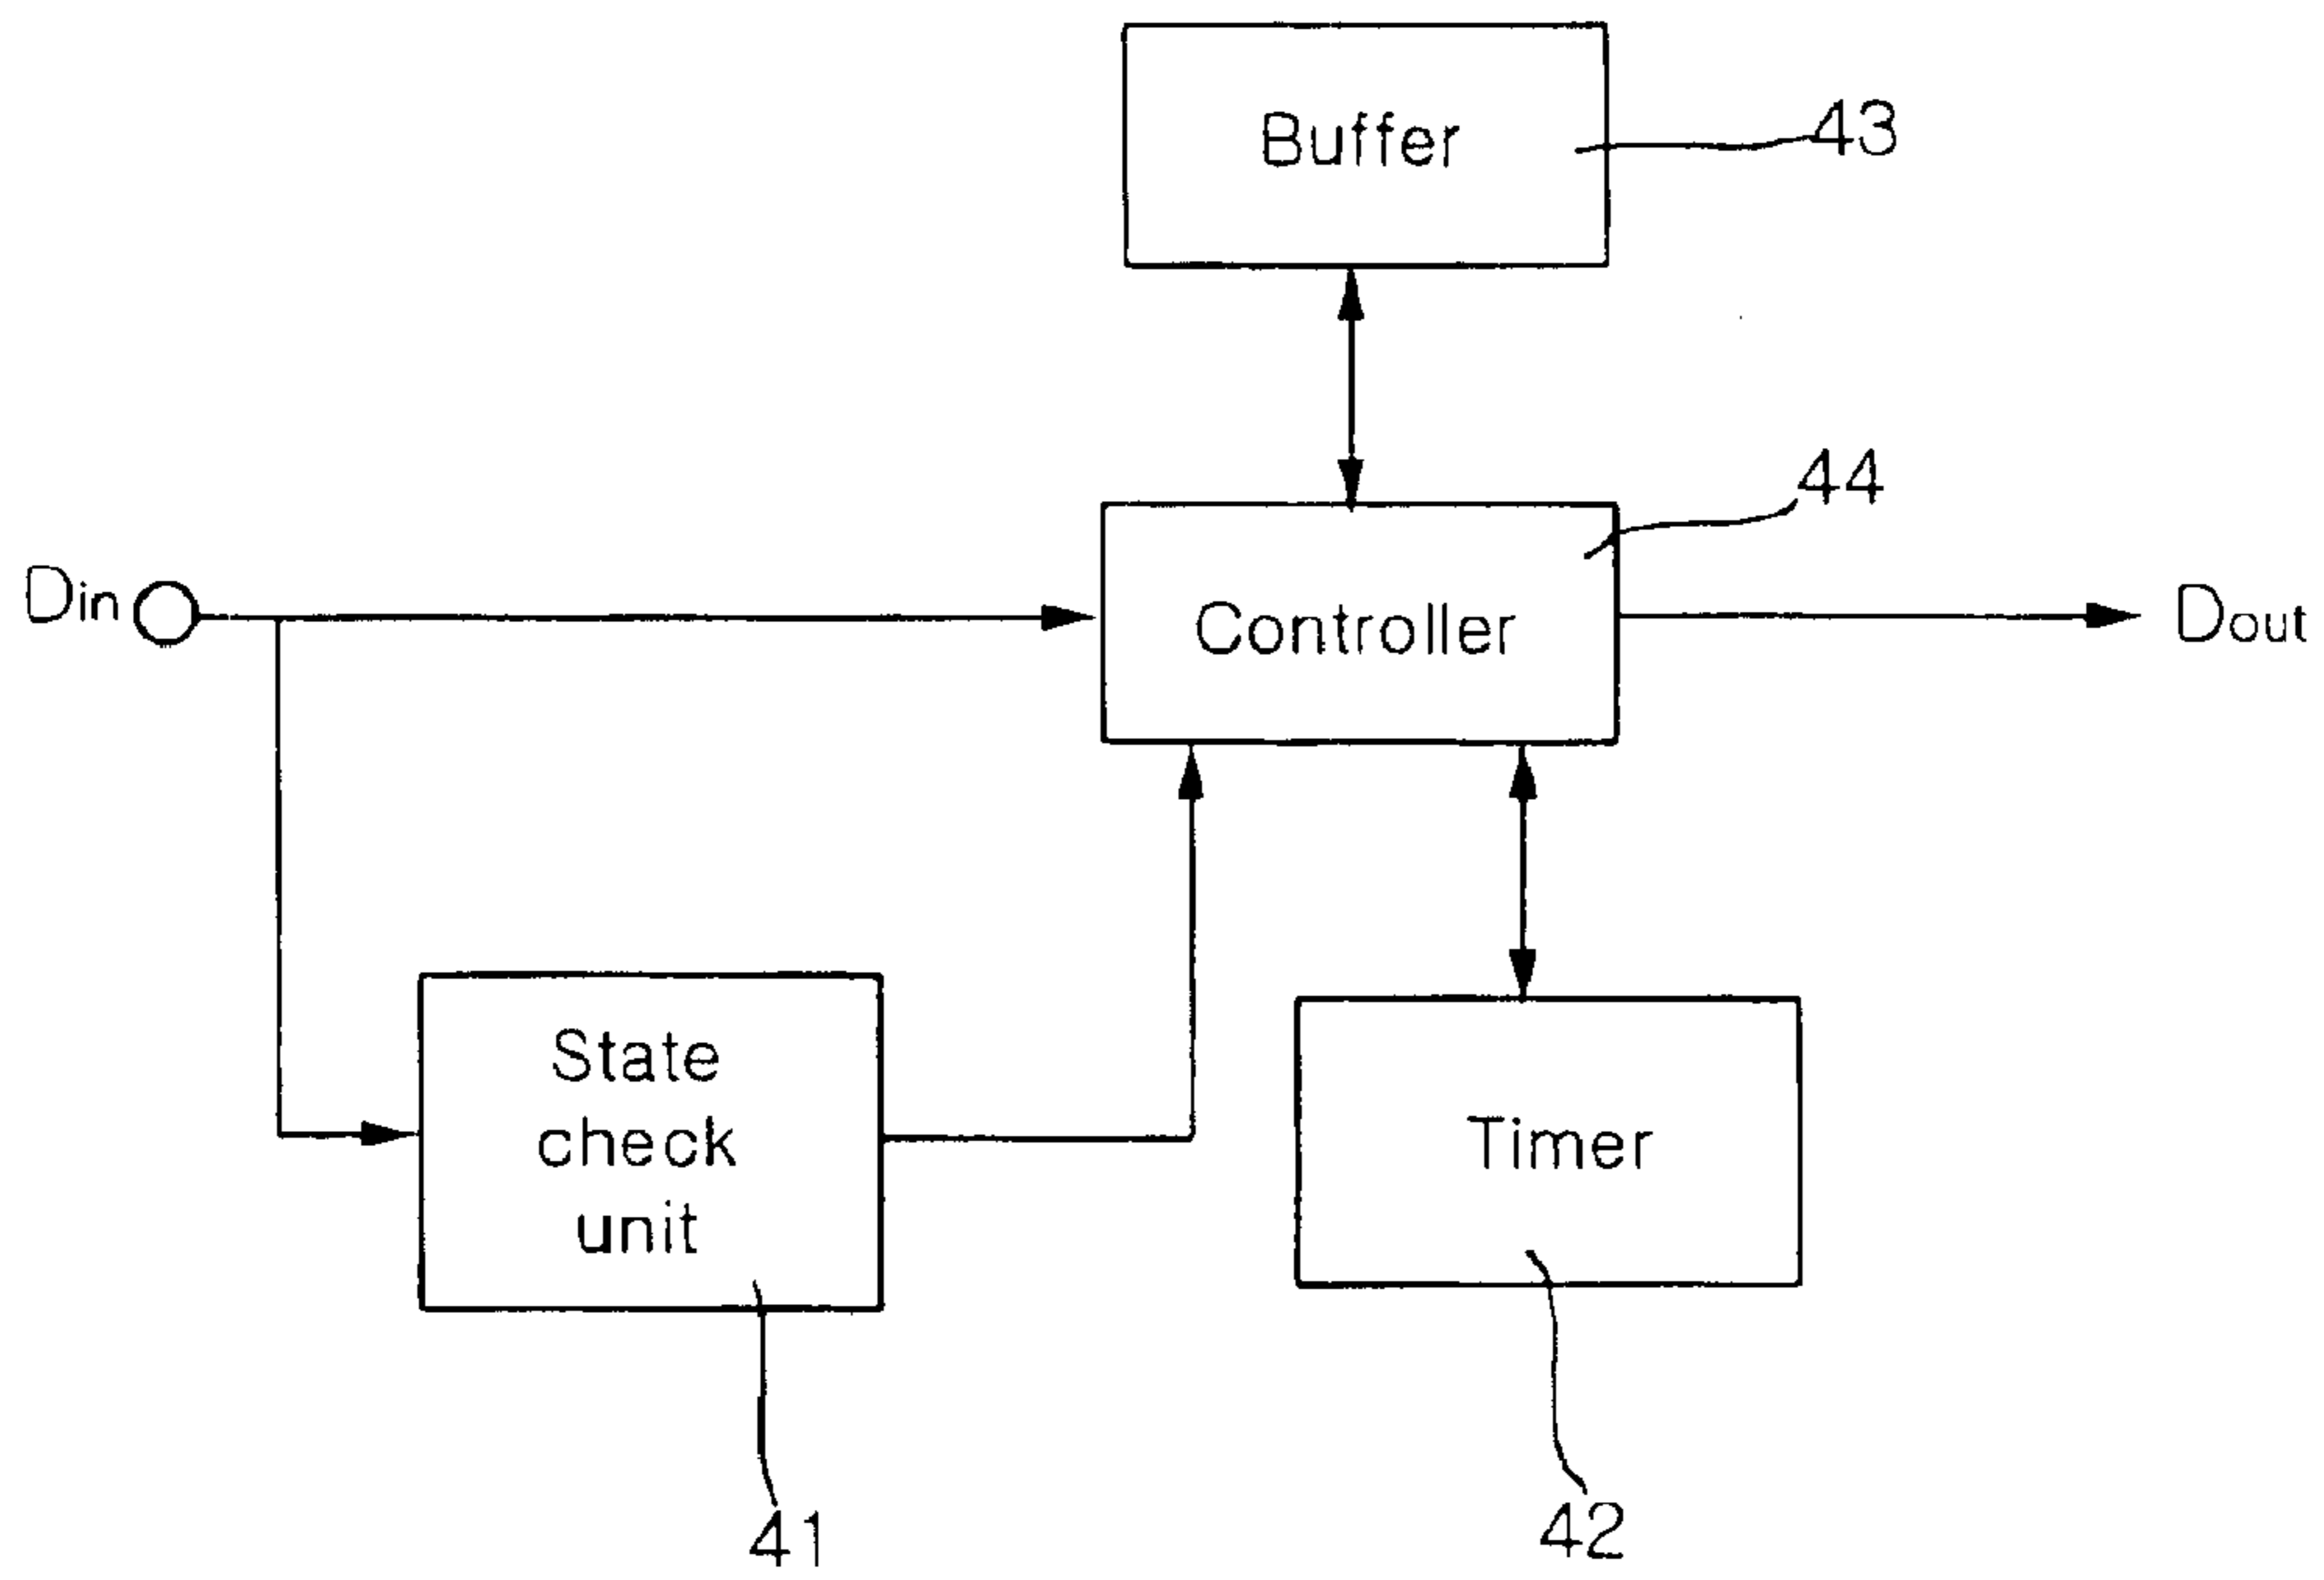 Buffer
43
44
Din
Controller
Dout
State
check
unit
Timer
41
42